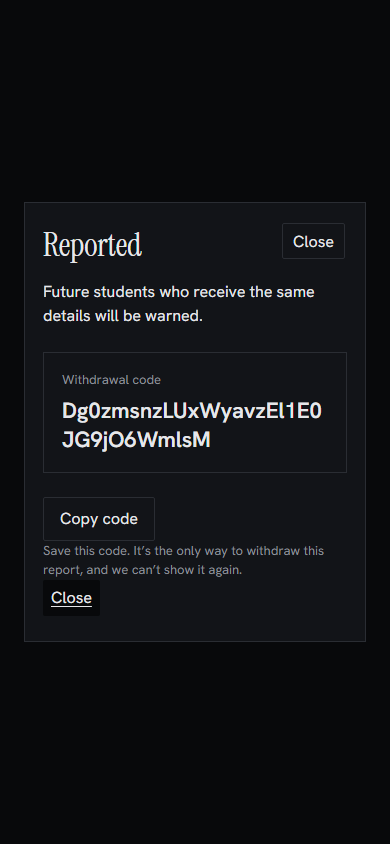 Reported
Close
Future students who receive the same
details will be warned.
Withdrawal code
Dg0zmsnzLUxWyavzEl1E0
JG9jO6WmlsM
Copy code
Save this code. It’s the only way to withdraw this
report, and we can’t show it again.
Close